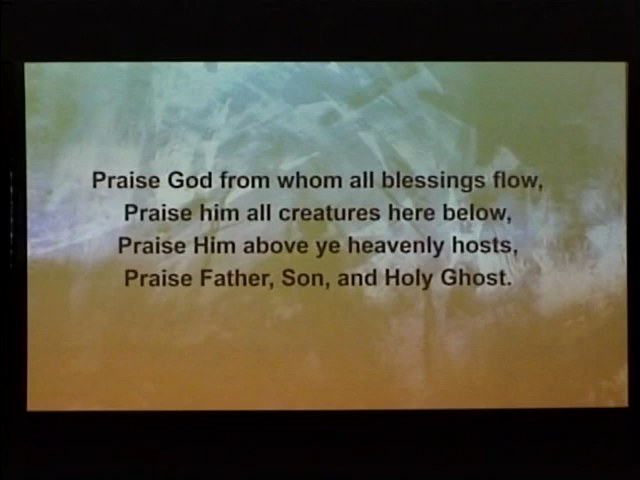 Praise God from whom all blessings flow,
Praise him all creatures here below,
Praise Him above ye heavenly hosts,
Praise Father, Son, and Holy Ghost.